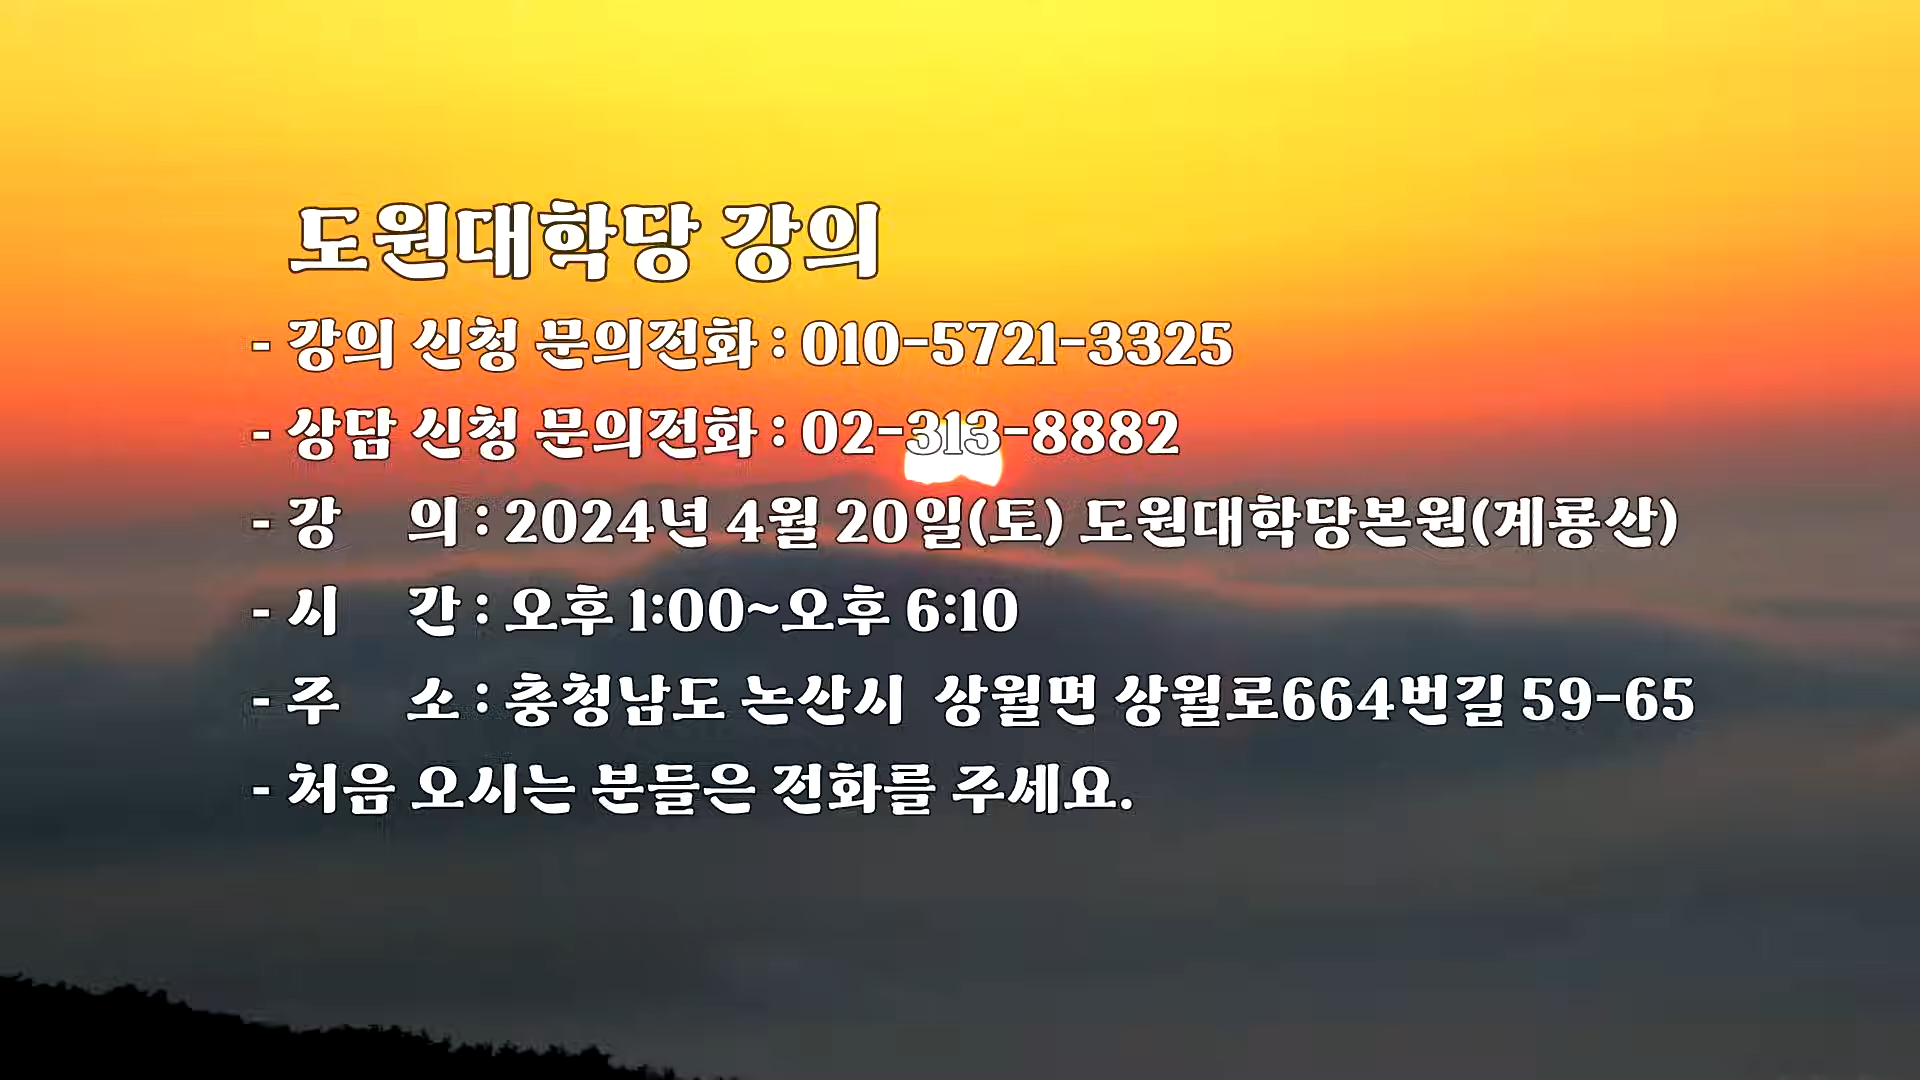 도원대학당 강의
- 강의 신청 문의전화 : 010-5721-3325
- 상담 신청 문의전화 : 02-313-8882
- 강 의 : 2024년 4월 20일(토) 도원대학당본원(계룡산)
- 시 간 : 오후 1:00~오후 6:10
- 주 소 : 충청남도 논산시 상월면 상월로664번길 59-65
- 처음 오시는 분들은 전화를 주세요.